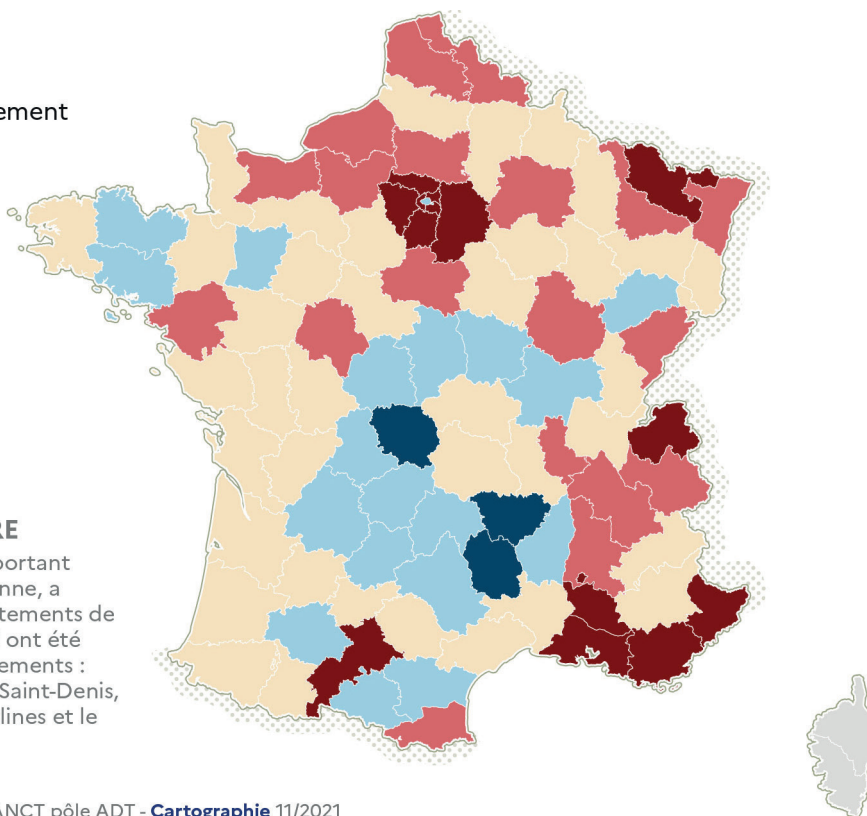 ement
RE
portant
nne, a
tements de
ont été
ements :
Saint-Denis,
lines et le
ANCT pôle ADT - Cartographie 11/2021